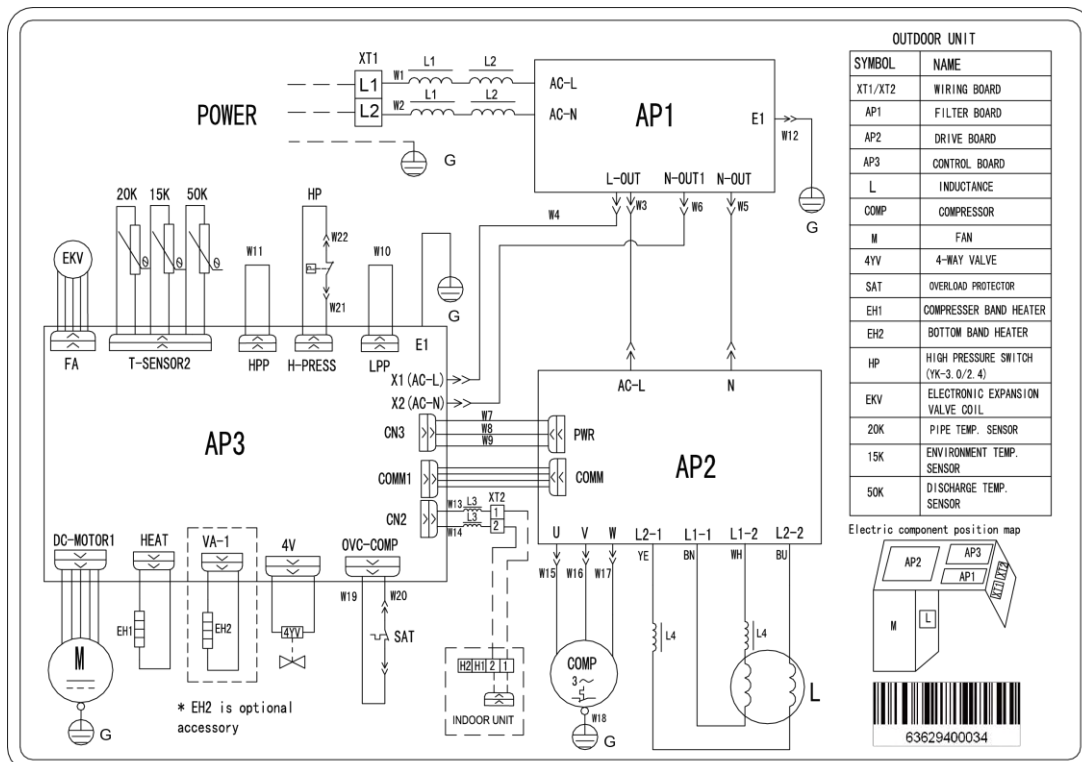 OUTDOOR UNIT
SYMBOL NAME
XT1/XT2 WIRING BOARD
AP1 FILTER BOARD
AP2 DRIVE BOARD
AP3 CONTROL BOARD
L INDUCTANCE
COMP COMPRESSOR
M FAN
4YV 4-WAY VALVE
SAT OVERLOAD PROTECTOR
EH1 COMPRESSER BAND HEATER
EH2 BOTTOM BAND HEATER
HP HIGH PRESSURE SWITCH
(YK-3.0/2.4)
EKV ELECTRONIC EXPANSION
VALVE COIL
20K PIPE TEMP. SENSOR
15K ENVIRONMENT TEMP.
SENSOR
50K DISCHARGE TEMP.
SENSOR
Electric component position map
AP2 AP3
AP1
XT1 XT2
M L
63629400034
XT1
L1 W1 L1 L2 AC-L
L2 W2 L1 L2 AC-N
POWER
G
AP1
E1
W12
G
L-OUT N-OUT1 N-OUT
W4 W3 W6 W5
20K 15K 50K HP
θ θ θ
EKV
W11 W22 W10
P
W21
G
FA T-SENSOR2 HPP H-PRESS LPP E1
X1(AC-L)
X2(AC-N)
AC-L N
AP3
CN3 W7 PWR
W8
W9
AP2
COMM1 COMM
CN2 W13 L3 XT2
1
W14 L3 2
DC-MOTOR1 HEAT VA-1 4V OVC-COMP
U V W L2-1 L1-1 L1-2 L2-2
YE BN WH BU
W15 W16 W17
W19 W20
EH1 EH2 4YV SAT
L4 L4
M
COMP
3~
L
H2 H1 2 1
INDOOR UNIT
W18
G
G
* EH2 is optional
accessory